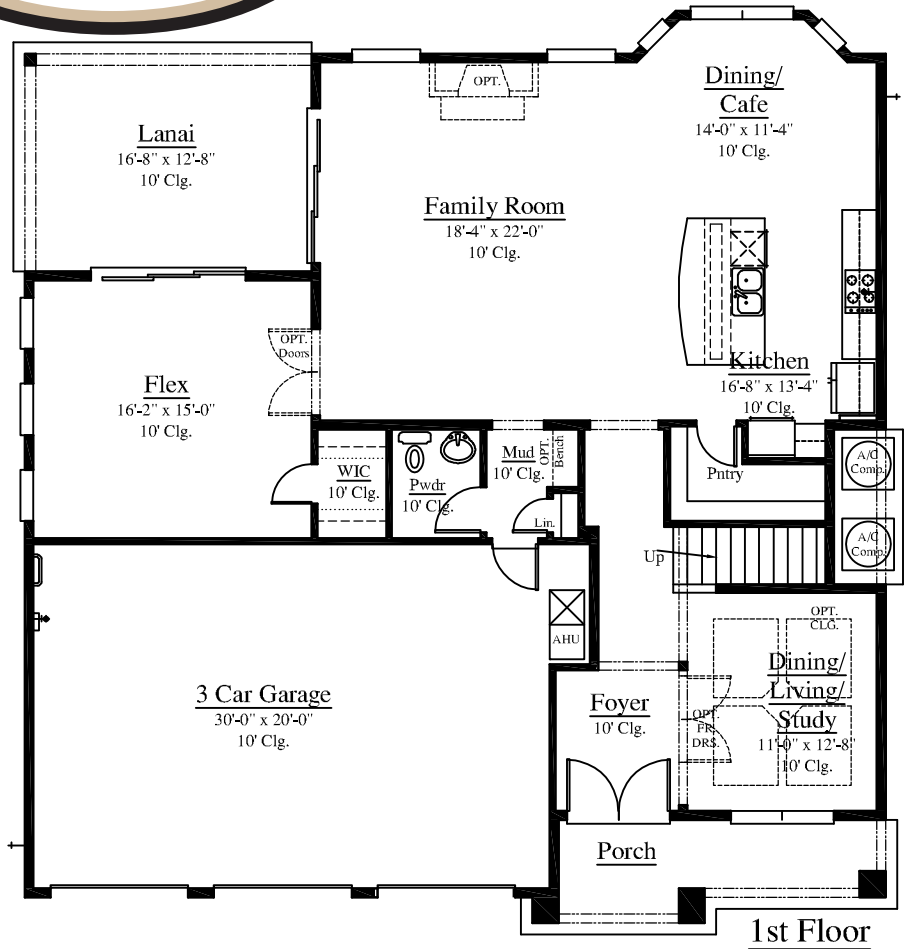 OPT.
Dining/
Cafe
14'-0" x 11'-4"
10' Clg.
Lanai
16'-8" x 12'-8"
10' Clg.
Family Room
18'-4" x 22'-0"
10' Clg.
OPT.
Doors
Flex
16'-2" x 15'-0"
10' Clg.
Kitchen
16'-8" x 13'-4"
10' Clg.
WIC
10' Clg.
Pwdr
10' Clg.
Mud
10' Clg.
OPT.
Bench
Lin.
Pntry
A/C
Comp.
A/C
Comp.
Up
AHU
3 Car Garage
30'-0" x 20'-0"
10' Clg.
Foyer
10' Clg.
OPT.
FR.
DRS.
OPT.
CLG.
Dining/
Living/
Study
11'-0" x 12'-8"
10' Clg.
Porch
1st Floor